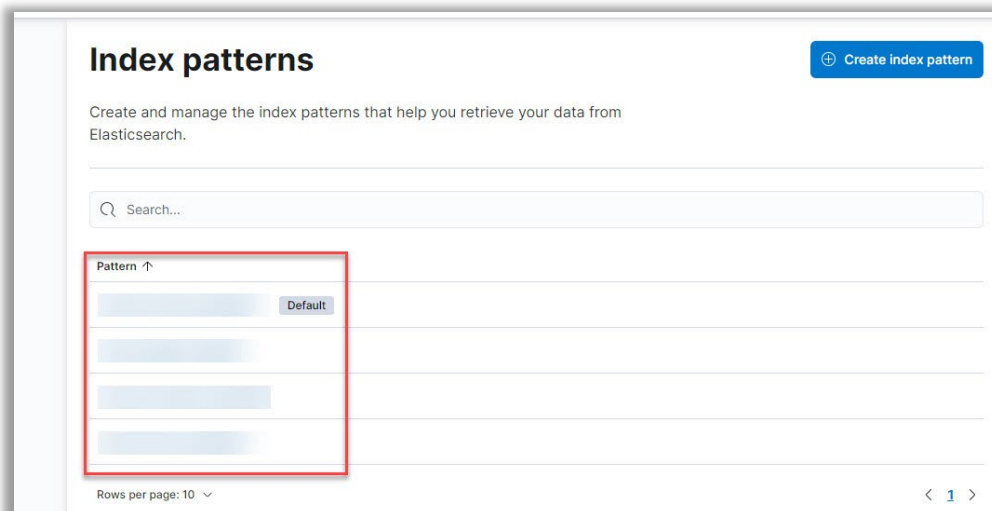 Index patterns
Create index pattern
Create and manage the index patterns that help you retrieve your data from
Elasticsearch.
Search...
Pattern
Default
Rows per page: 10
1